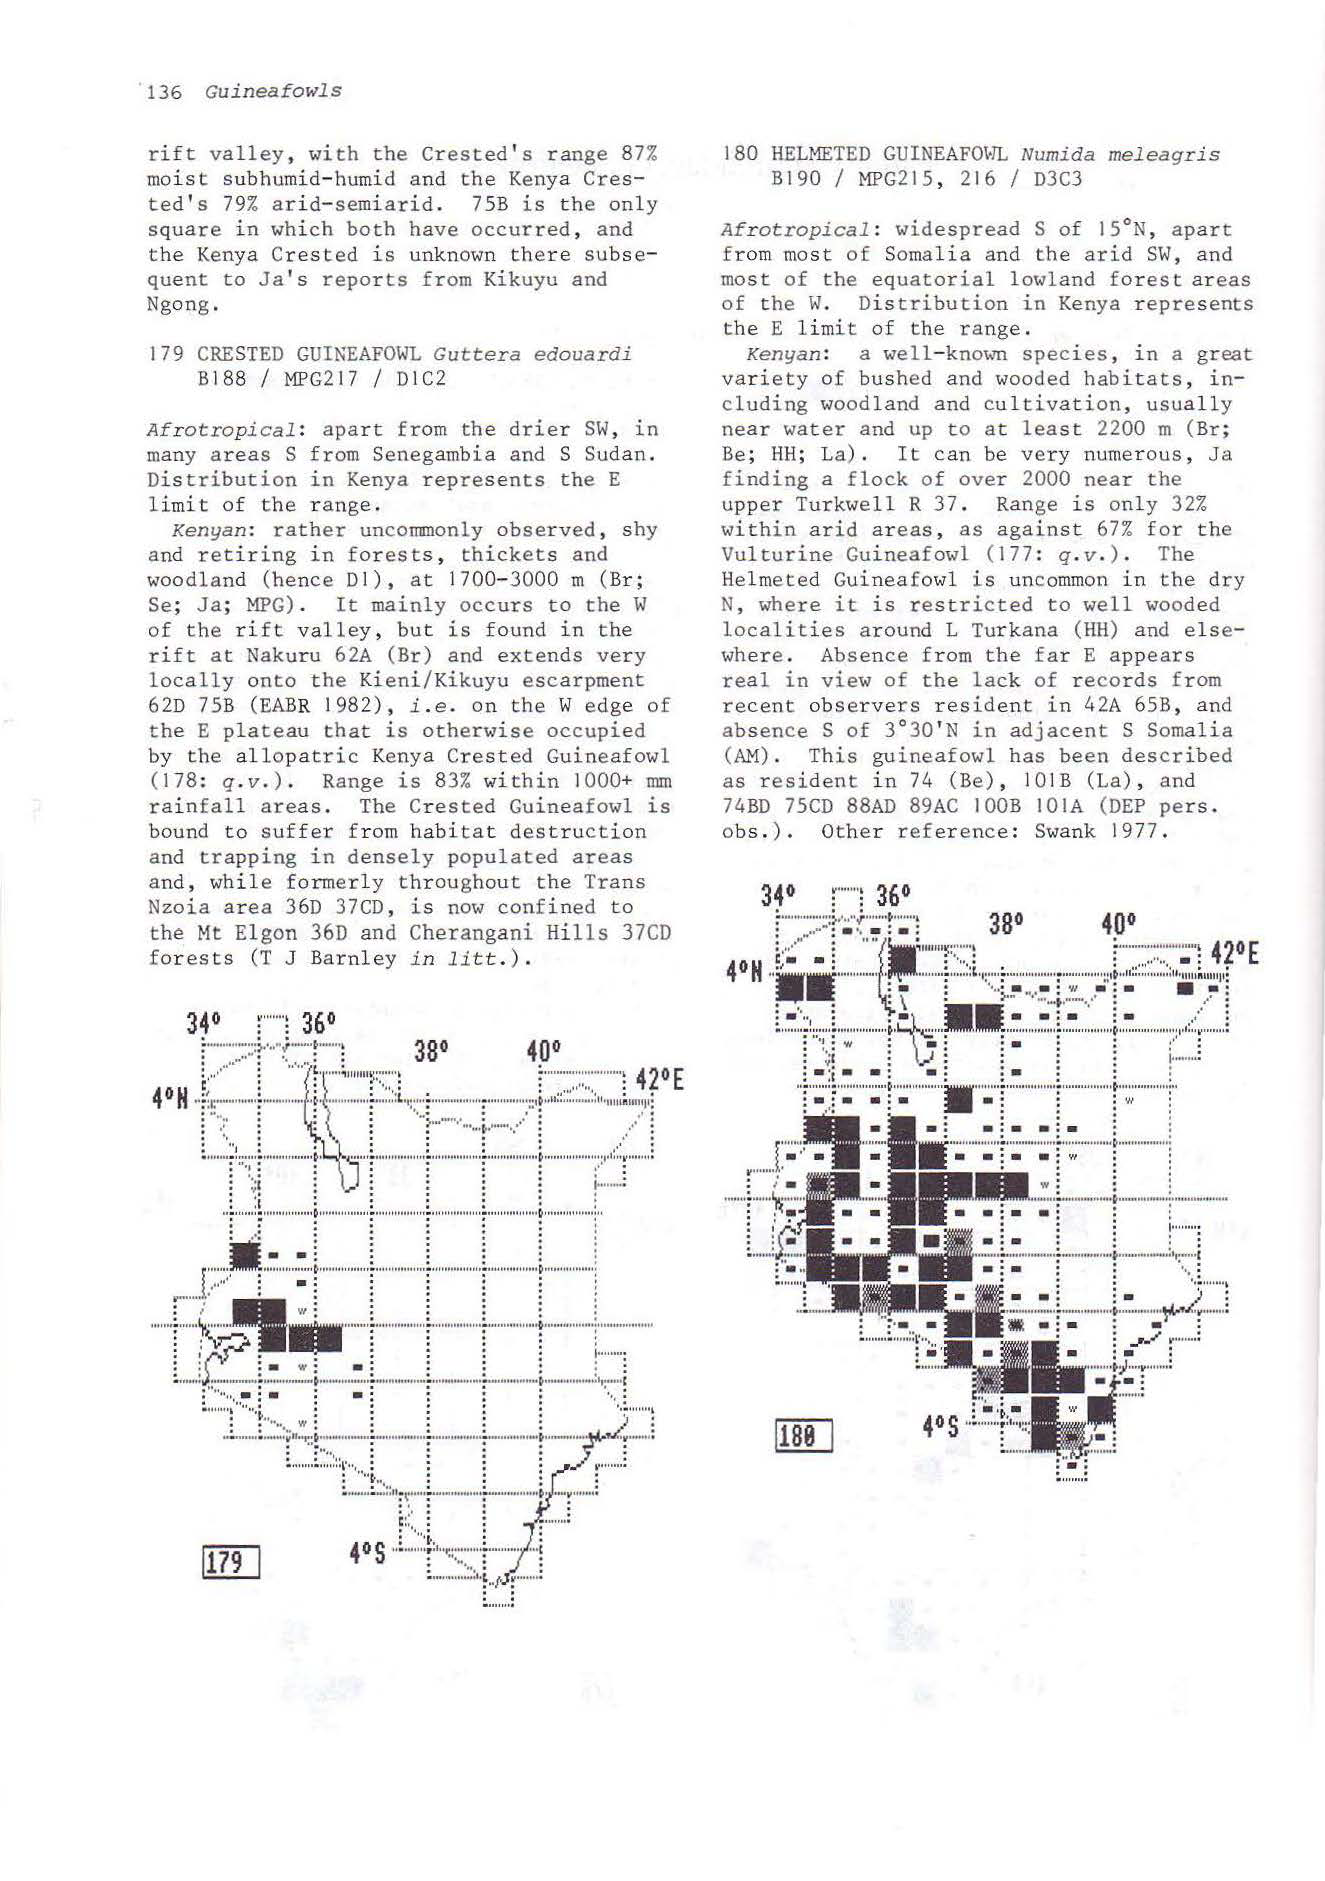 136 Guineafowls
rift valley, with the Crested's range 87%
moist subhumid-humid and the Kenya Cres-
ted's 79% arid-semiarid. 75B is the only
square in which both have occurred, and
the Kenya Crested is unknown there subse-
quent to Ja's reports from Kikuyu and
Ngong.
179 CRESTED GUINEAFOWL Guttera edouardi
B188 / MPG217 / D1C2
Afrotropical: apart from the drier SW, in
many areas S from Senegambia and S Sudan.
Distribution in Kenya represents the E
limit of the range.
Kenyan: rather uncommonly observed, shy
and retiring in forests, thickets and
woodland (hence D1), at 1700-3000 m (Br;
Se; Ja; MPG). It mainly occurs to the W
of the rift valley, but is found in the
rift at Nakuru 62A (Br) and extends very
locally onto the Kieni/Kikuyu escarpment
62D 75B (EABR 1982), i.e. on the W edge of
the E plateau that is otherwise occupied
by the allopatric Kenya Crested Guineafowl
(178: q.v.). Range is 83% within 1000+ mm
rainfall areas. The Crested Guineafowl is
bound to suffer from habitat destruction
and trapping in densely populated areas
and, while formerly throughout the Trans
Nzoia area 36D 37CD, is now confined to
the Mt Elgon 36D and Cherangani Hills 37CD
forests (T J Barnley in litt.).
34° 36°
38° 40°
42°E
4°N
W
W
W
4°S
179
180 HELMETED GUINEAFOWL Numida meleagris
B190 / MPG215, 216 / D3C3
Afrotropical: widespread S of 15°N, apart
from most of Somalia and the arid SW, and
most of the equatorial lowland forest areas
of the W. Distribution in Kenya represents
the E limit of the range.
Kenyan: a well-known species, in a great
variety of bushed and wooded habitats, in-
cluding woodland and cultivation, usually
near water and up to at least 2200 m (Br;
Be; HH; La). It can be very numerous, Ja
finding a flock of over 2000 near the
upper Turkwell R 37. Range is only 32%
within arid areas, as against 67% for the
Vulturine Guineafowl (177: q.v.). The
Helmeted Guineafowl is uncommon in the dry
N, where it is restricted to well wooded
localities around L Turkana (HH) and else-
where. Absence from the far E appears
real in view of the lack of records from
recent observers resident in 42A 65B, and
absence S of 3°30'N in adjacent S Somalia
(AM). This guineafowl has been described
as resident in 74 (Be), 101B (La), and
74BD 75CD 88AD 89AC 100B 101A (DEP pers.
obs.). Other reference: Swank 1977.
34° 36°
38° 40°
42°E
4°N
W
W
W
W
W
W
4°S
180